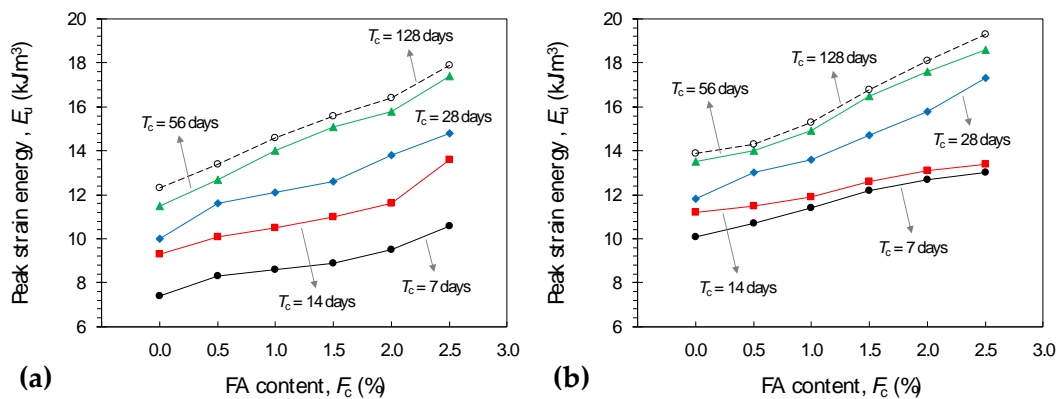 Peak strain energy , Eu (kJm3)
20
18
16
14
12
10
8
6
Tc = 128 days
Tc = 56 days
Tc = 28 days
Tc = 14 days
Tc = 7 days
0.0 0.5 1.0 1.5 2.0 2.5 3.0
(a)
FA content, Fc (%)
Peak strain energy , Eu (kJm3)
20
18
16
14
12
10
8
6
Tc = 56 days
Tc = 128 days
Tc = 28 days
Tc = 14 days
Tc = 7 days
0.0 0.5 1.0 1.5 2.0 2.5 3.0
(b)
FA content, Fc (%)